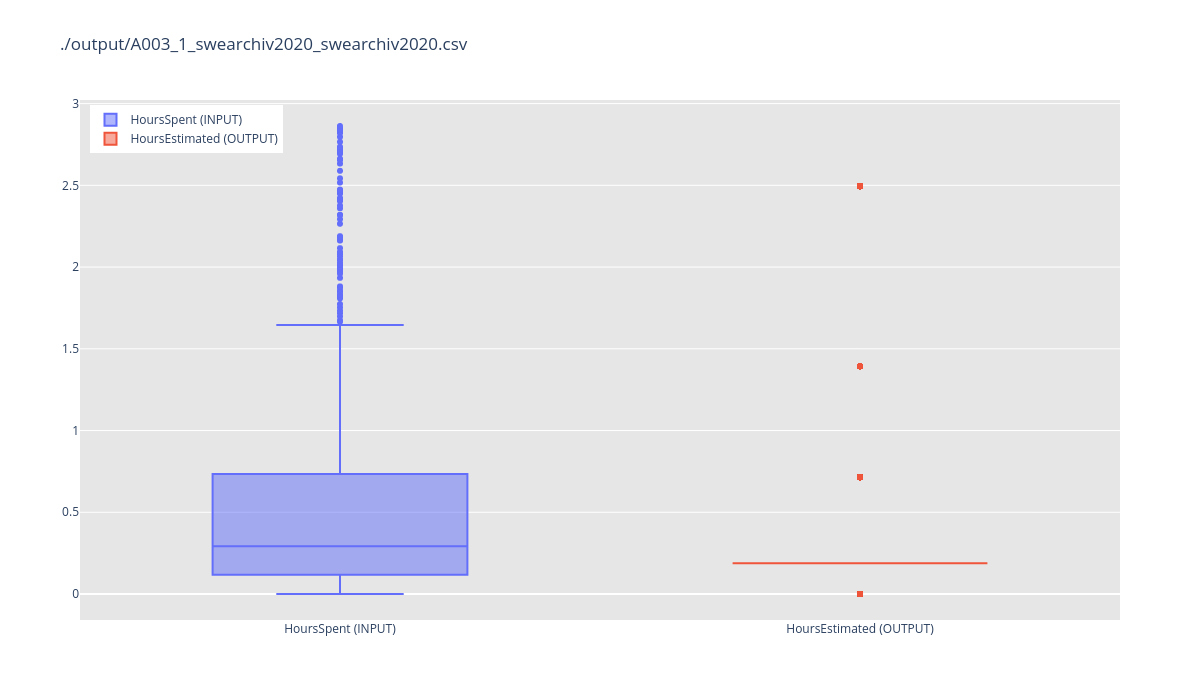 ./output/A003_1_swearchiv2020_swearchiv2020.csv
HoursSpent (INPUT)
HoursEstimated (OUTPUT)
3
2.5
2
1.5
1
0.5
0
HoursSpent (INPUT)
HoursEstimated (OUTPUT)